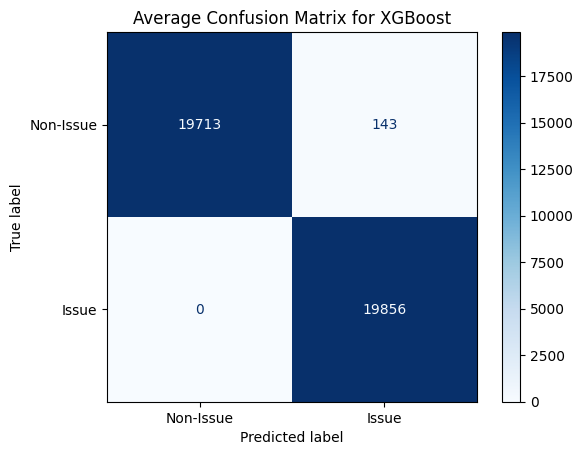 Average Confusion Matrix for XGBoost
Non-Issue
19713
143
Issue
0
19856
True label
Non-Issue
Issue
Predicted label
17500
15000
12500
10000
7500
5000
2500
0